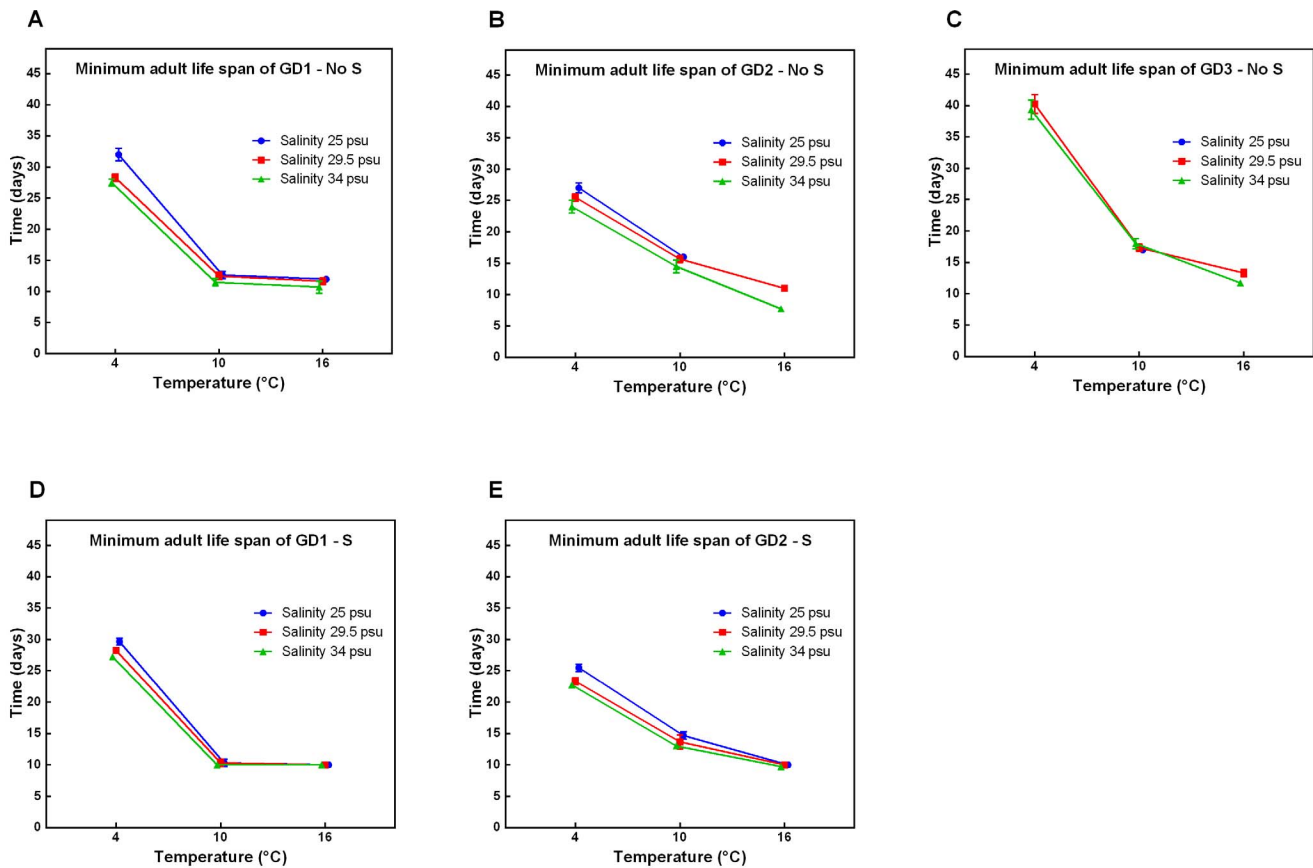 A
Minimum adult life span of GD1 - No S
45
40
35
30
25
20
15
10
5
0
Time (days)
Salinity 25 psu
Salinity 29.5 psu
Salinity 34 psu
4
10
16
Temperature (°C)
B
Minimum adult life span of GD2 - No S
45
40
35
30
25
20
15
10
5
0
Time (days)
Salinity 25 psu
Salinity 29.5 psu
Salinity 34 psu
4
10
16
Temperature (°C)
C
Minimum adult life span of GD3 - No S
45
40
35
30
25
20
15
10
5
0
Time (days)
Salinity 25 psu
Salinity 29.5 psu
Salinity 34 psu
4
10
16
Temperature (°C)
D
Minimum adult life span of GD1 - S
45
40
35
30
25
20
15
10
5
0
Time (days)
Salinity 25 psu
Salinity 29.5 psu
Salinity 34 psu
4
10
16
Temperature (°C)
E
Minimum adult life span of GD2 - S
45
40
35
30
25
20
15
10
5
0
Time (days)
Salinity 25 psu
Salinity 29.5 psu
Salinity 34 psu
4
10
16
Temperature (°C)